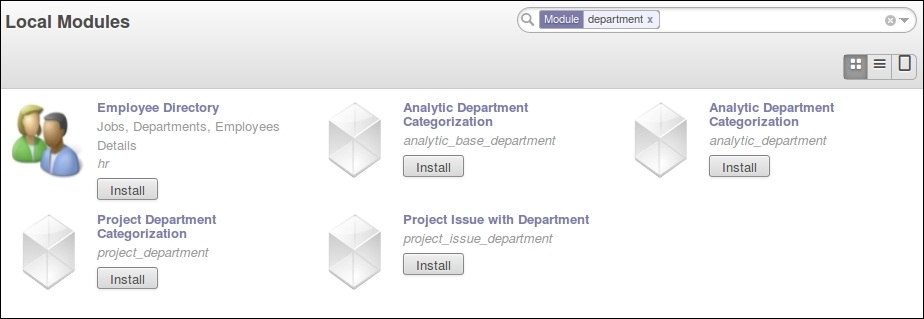 Local Modules
Module department x
Employee Directory
Jobs, Departments, Employees
Details
hr
Install
Analytic Department
Categorization
analytic_base_department
Install
Analytic Department
Categorization
analytic_department
Install
Project Department
Categorization
project_department
Install
Project Issue with Department
project_issue_department
Install